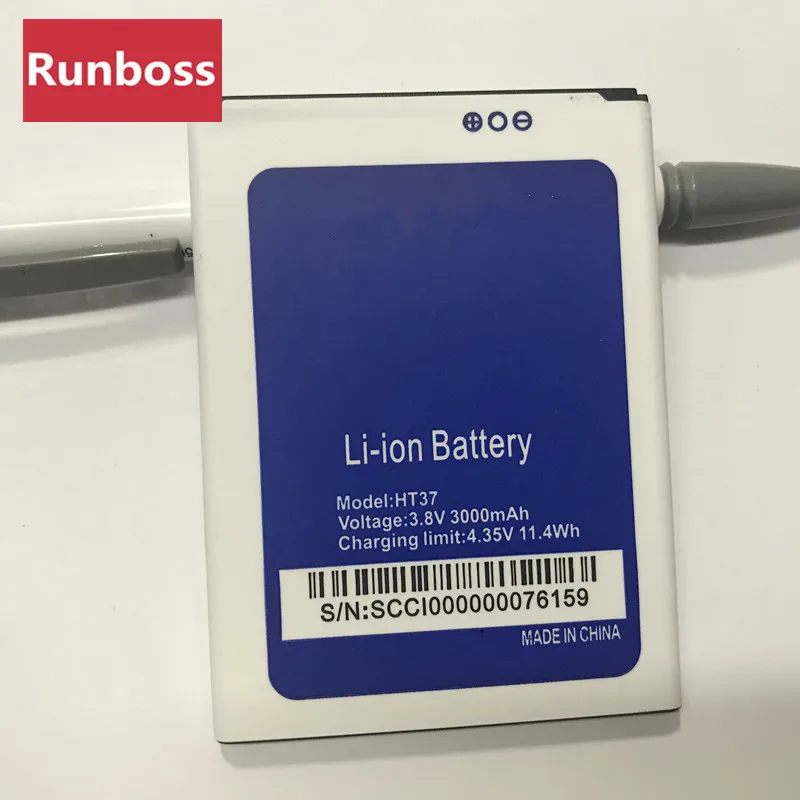 Runboss
Li-ion Battery
Model:HT37
Voltage:3.8V 3000mAh
Charging limit:4.35V 11.4Wh
S/N:SCCI000000076159
MADE IN CHINA